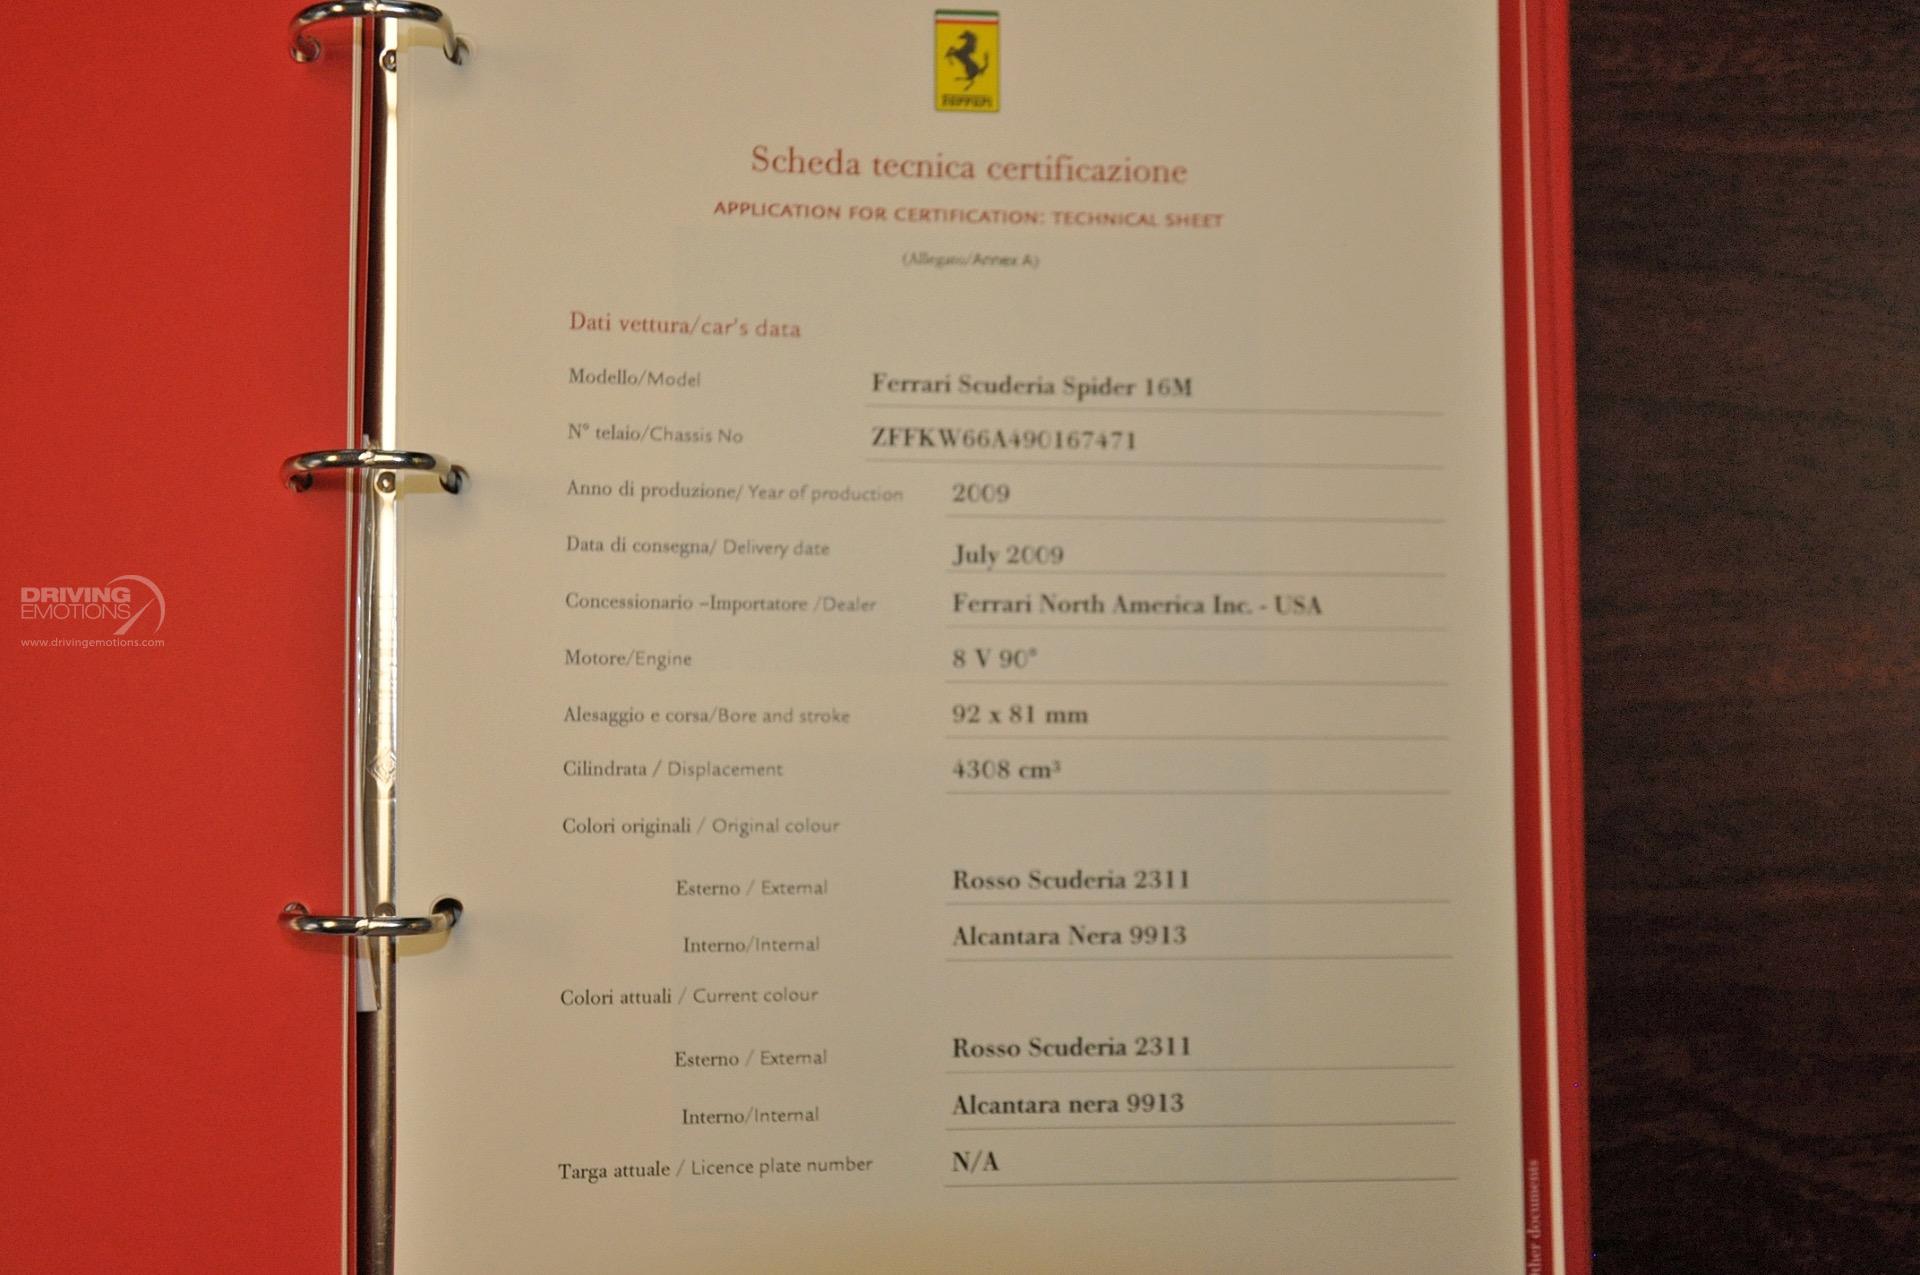 Ferrari
Scheda tecnica certificazione
APPLICATION FOR CERTIFICATION: TECHNICAL SHEET
(Allegato/Annex A)
Dati vettura/car's data
Modello/Model Ferrari Scuderia Spider 16M
N° telaio/Chassis No ZFFKW66A490167471
Anno di produzione/ Year of production 2009
Data di consegna/ Delivery date July 2009
Concessionario –Importatore /Dealer Ferrari North America Inc. - USA
Motore/Engine 8 V 90°
Alesaggio e corsa/Bore and stroke 92 x 81 mm
Cilindrata / Displacement 4308 cm³
Colori originali / Original colour
Esterno / External Rosso Scuderia 2311
Interno/Internal Alcantara Nera 9913
Colori attuali / Current colour
Esterno / External Rosso Scuderia 2311
Interno/Internal Alcantara nera 9913
Targa attuale / Licence plate number N/A
DRIVING
EMOTIONS
www.drivingemotions.com
documents